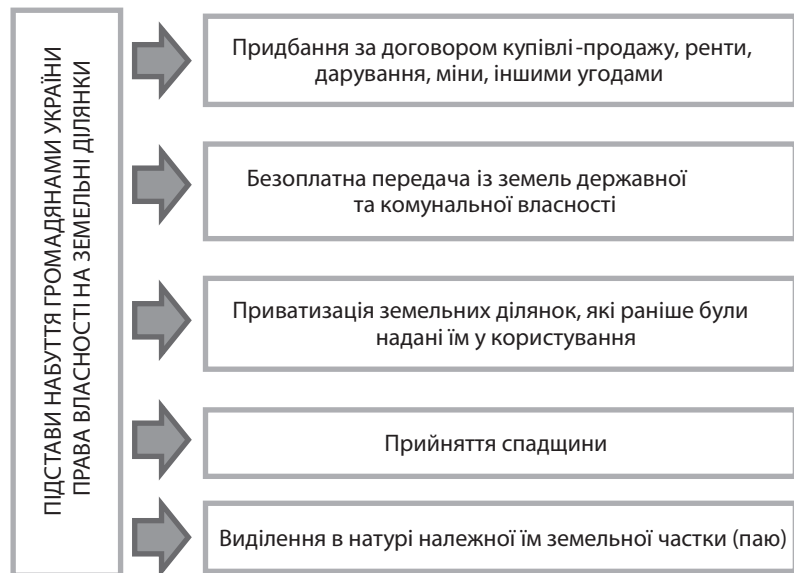 ПІДСТАВИ НАБУТТЯ ГРОМАДЯНАМИ УКРАЇНИ
ПРАВА ВЛАСНОСТІ НА ЗЕМЕЛЬНІ ДІЛЯНКИ
Придбання за договором купівлі-продажу, ренти,
дарування, міни, іншими угодами
Безоплатна передача із земель державної
та комунальної власності
Приватизація земельних ділянок, які раніше були
надані їм у користування
Прийняття спадщини
Виділення в натурі належної їм земельної частки (паю)